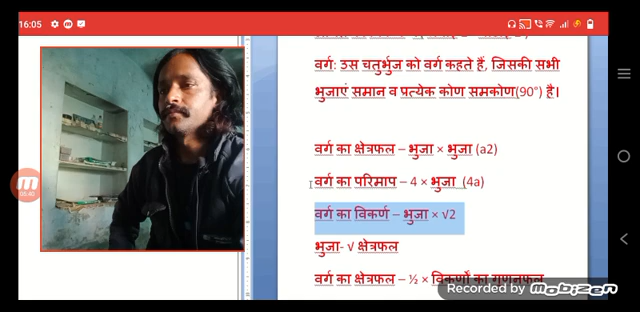 16:05
वर्ग: उस चतुर्भुज को वर्ग कहते हैं, जिसकी सभी
भुजाएं समान व प्रत्येक कोण समकोण(90°) है।
वर्ग का क्षेत्रफल – भुजा × भुजा (a2)
वर्ग का परिमाप – 4 × भुजा (4a)
वर्ग का विकर्ण – भुजा × √2
भुजा- √ क्षेत्रफल
वर्ग का क्षेत्रफल – ½ × विकर्णों का गुणनफल
Recorded by mobizen